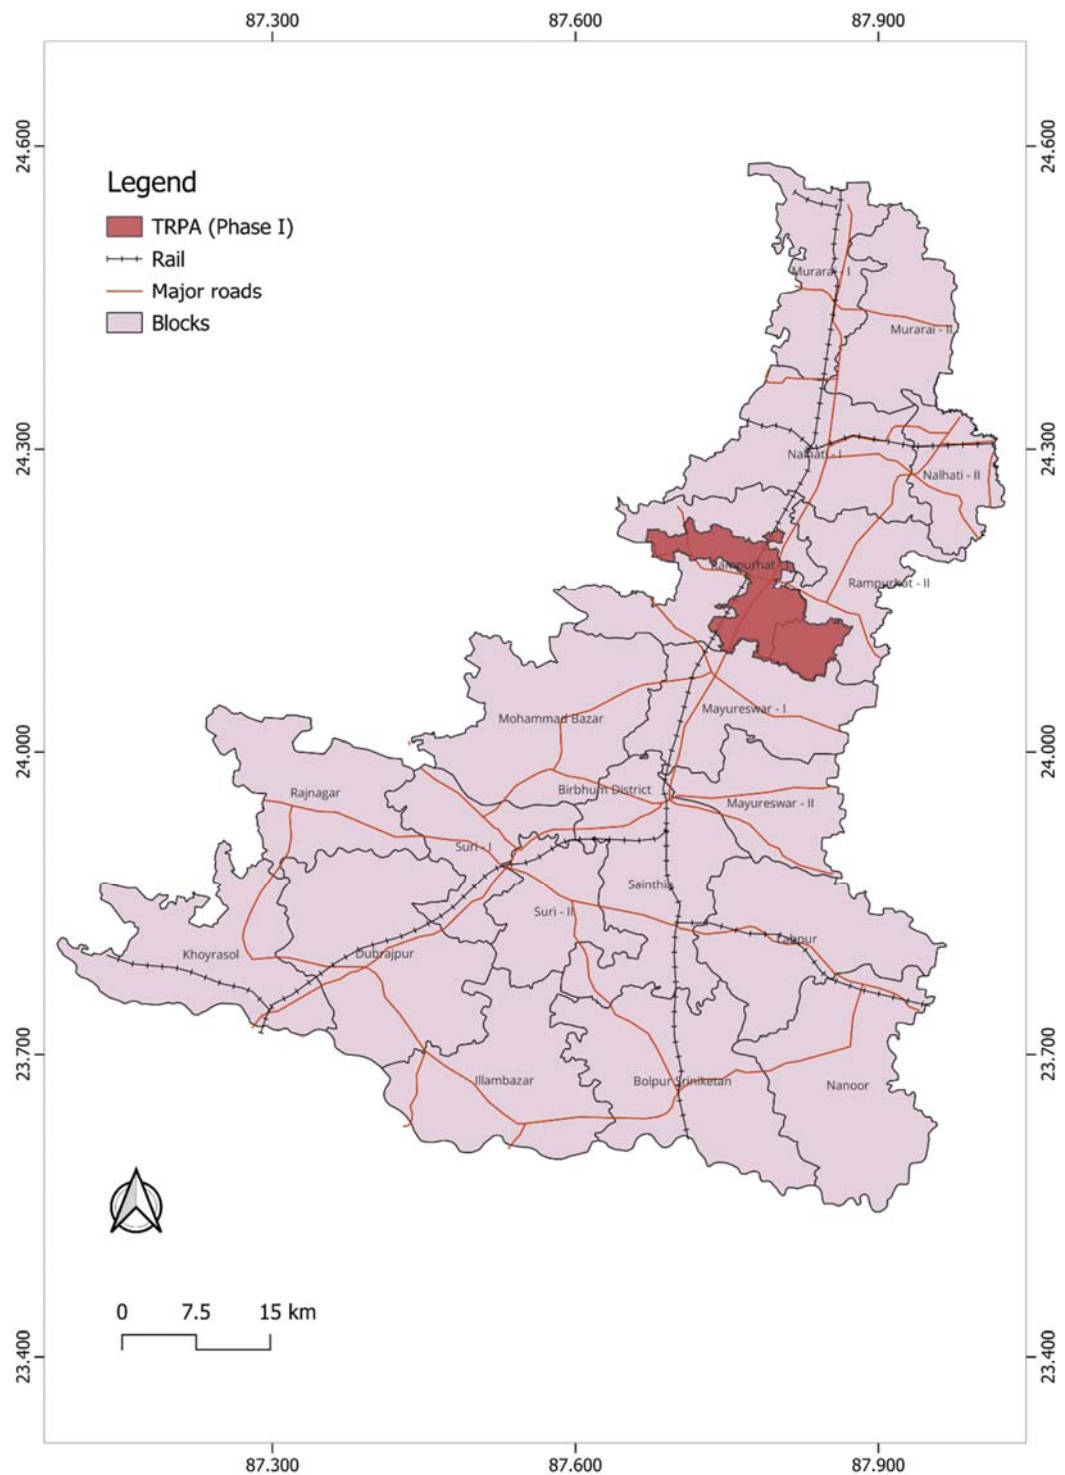 87.300 87.600 87.900
24.600 24.600
Legend
TRPA (Phase I)
Rail
Major roads
Blocks
Murarai - I
Murarai - II
24.300 24.300
Nalhati - I
Nalhati - II
Rampurhat - I
Rampurhat - II
Mayureswar - I
Mohammad Bazar
24.000 24.000
Rajnagar
Birbhum District
Mayureswar - II
Suri - I
Sainthia
Suri - II
Labpur
Khoyrasol
Dubrajpur
23.700 23.700
Illambazar
Bolpur Sriniketan
Nanoor
0 7.5 15 km
23.400 23.400
87.300 87.600 87.900